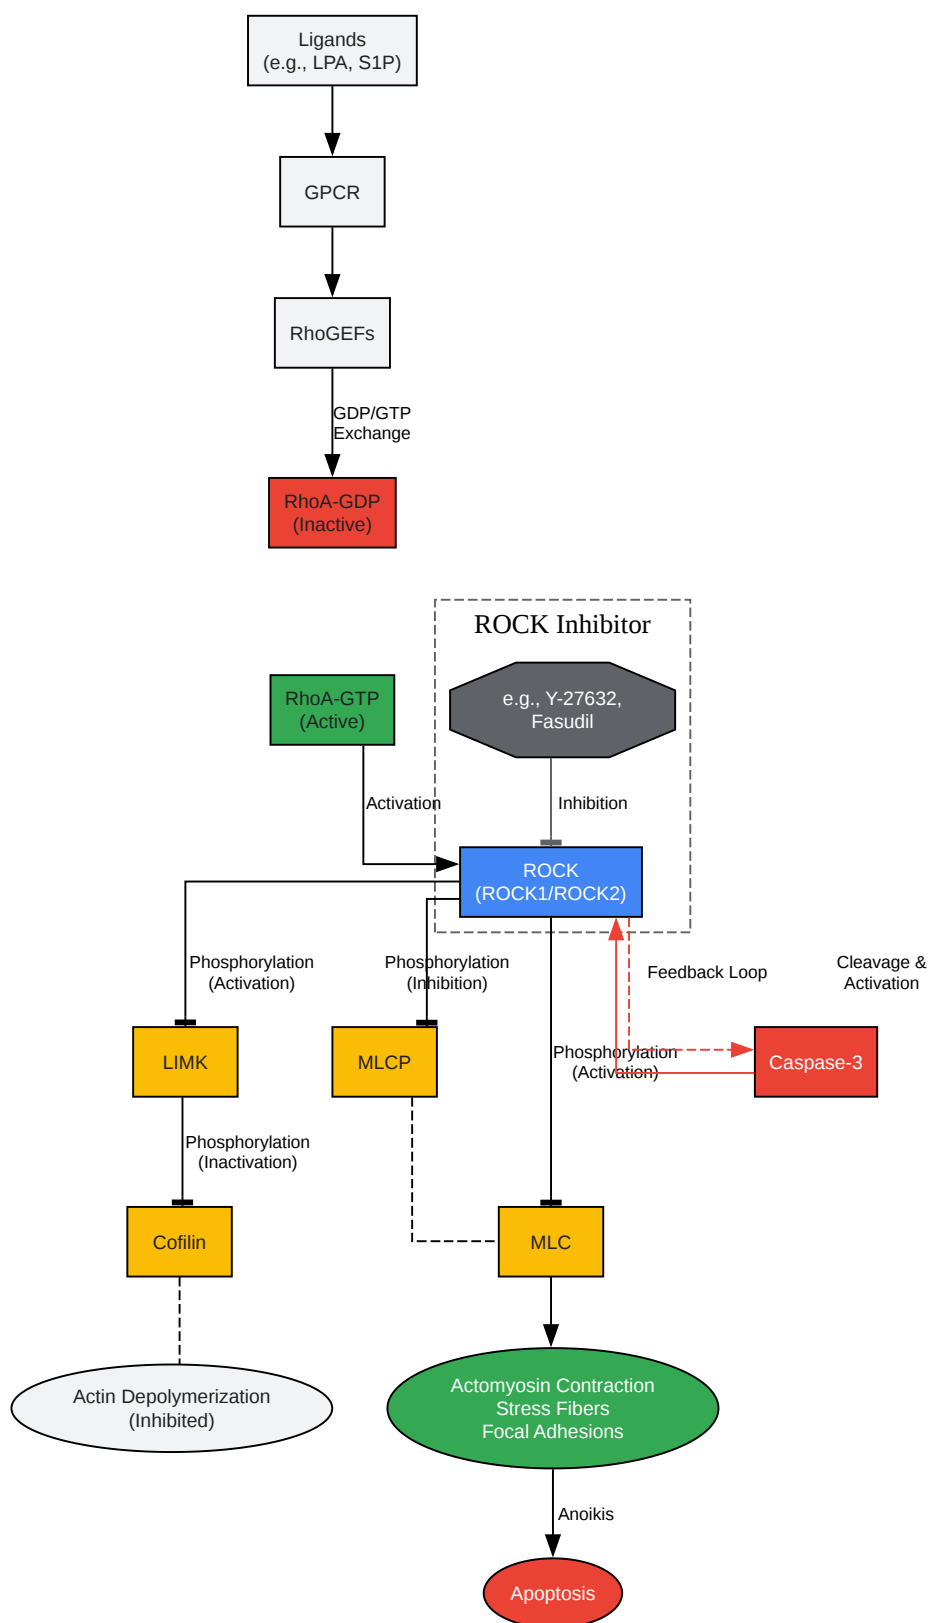 Ligands
(e.g., LPA, S1P)
GPCR
RhoGEFs
GDP/GTP
Exchange
RhoA-GDP
(Inactive)
ROCK Inhibitor
RhoA-GTP
(Active)
e.g., Y-27632,
Fasudil
Activation
Inhibition
ROCK
(ROCK1/ROCK2)
Phosphorylation
(Activation)
Phosphorylation
(Inhibition)
Feedback Loop
Cleavage &
Activation
LIMK
MLCP
Phosphorylation
(Activation)
Caspase-3
Phosphorylation
(Inactivation)
Cofilin
MLC
Actin Depolymerization
(Inhibited)
Actomyosin Contraction
Stress Fibers
Focal Adhesions
Anoikis
Apoptosis